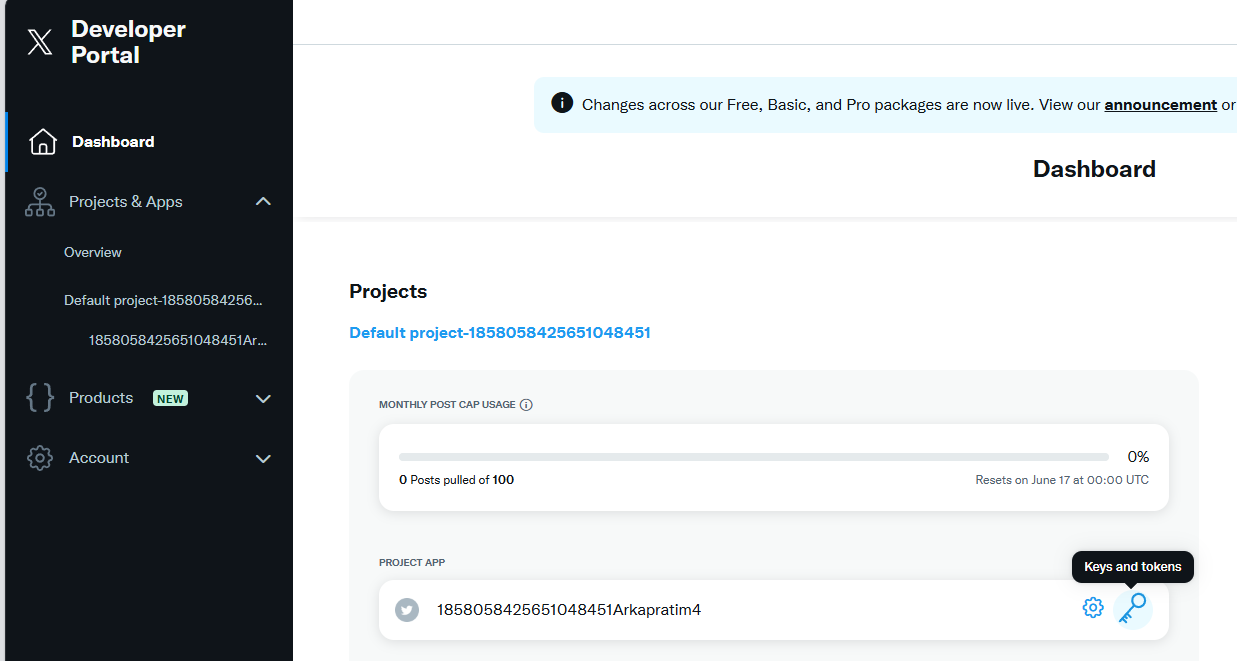 Developer
Portal
Dashboard
Projects & Apps
Overview
Default project-18580584256...
1858058425651048451Ar...
Products NEW
Account
Changes across our Free, Basic, and Pro packages are now live. View our announcement or
Dashboard
Projects
Default project-1858058425651048451
MONTHLY POST CAP USAGE
0%
0 Posts pulled of 100
Resets on June 17 at 00:00 UTC
PROJECT APP
Keys and tokens
1858058425651048451Arkapratim4